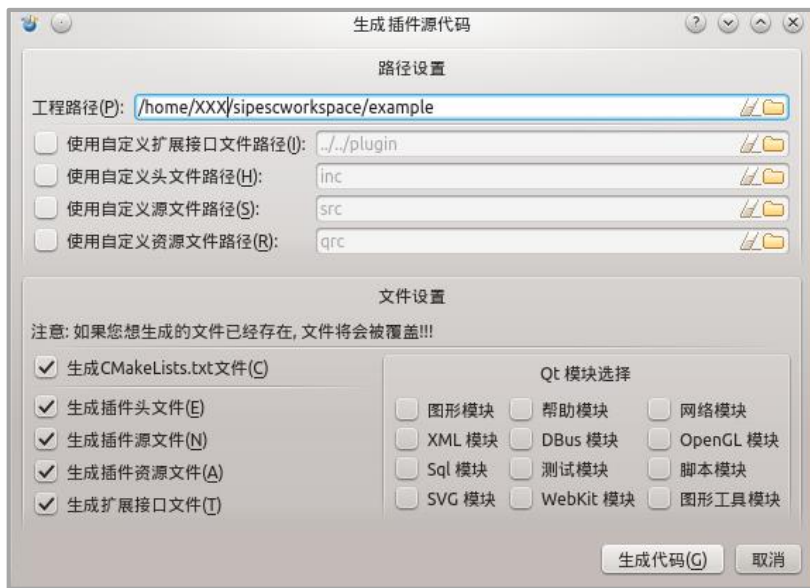 生成插件源代码
路径设置
工程路径(P): /home/XXX/sipescworkspace/example
使用自定义扩展接口文件路径(I): ../../plugin
使用自定义头文件路径(H): inc
使用自定义源文件路径(S): src
使用自定义资源文件路径(R): qrc
文件设置
注意: 如果您想生成的文件已经存在, 文件将会被覆盖!!!
生成CMakeLists.txt文件(C)
生成插件头文件(E)
生成插件源文件(N)
生成插件资源文件(A)
生成扩展接口文件(T)
Qt 模块选择
图形模块 帮助模块 网络模块
XML 模块 DBus 模块 OpenGL 模块
Sql 模块 测试模块 脚本模块
SVG 模块 WebKit 模块 图形工具模块
生成代码(G) 取消